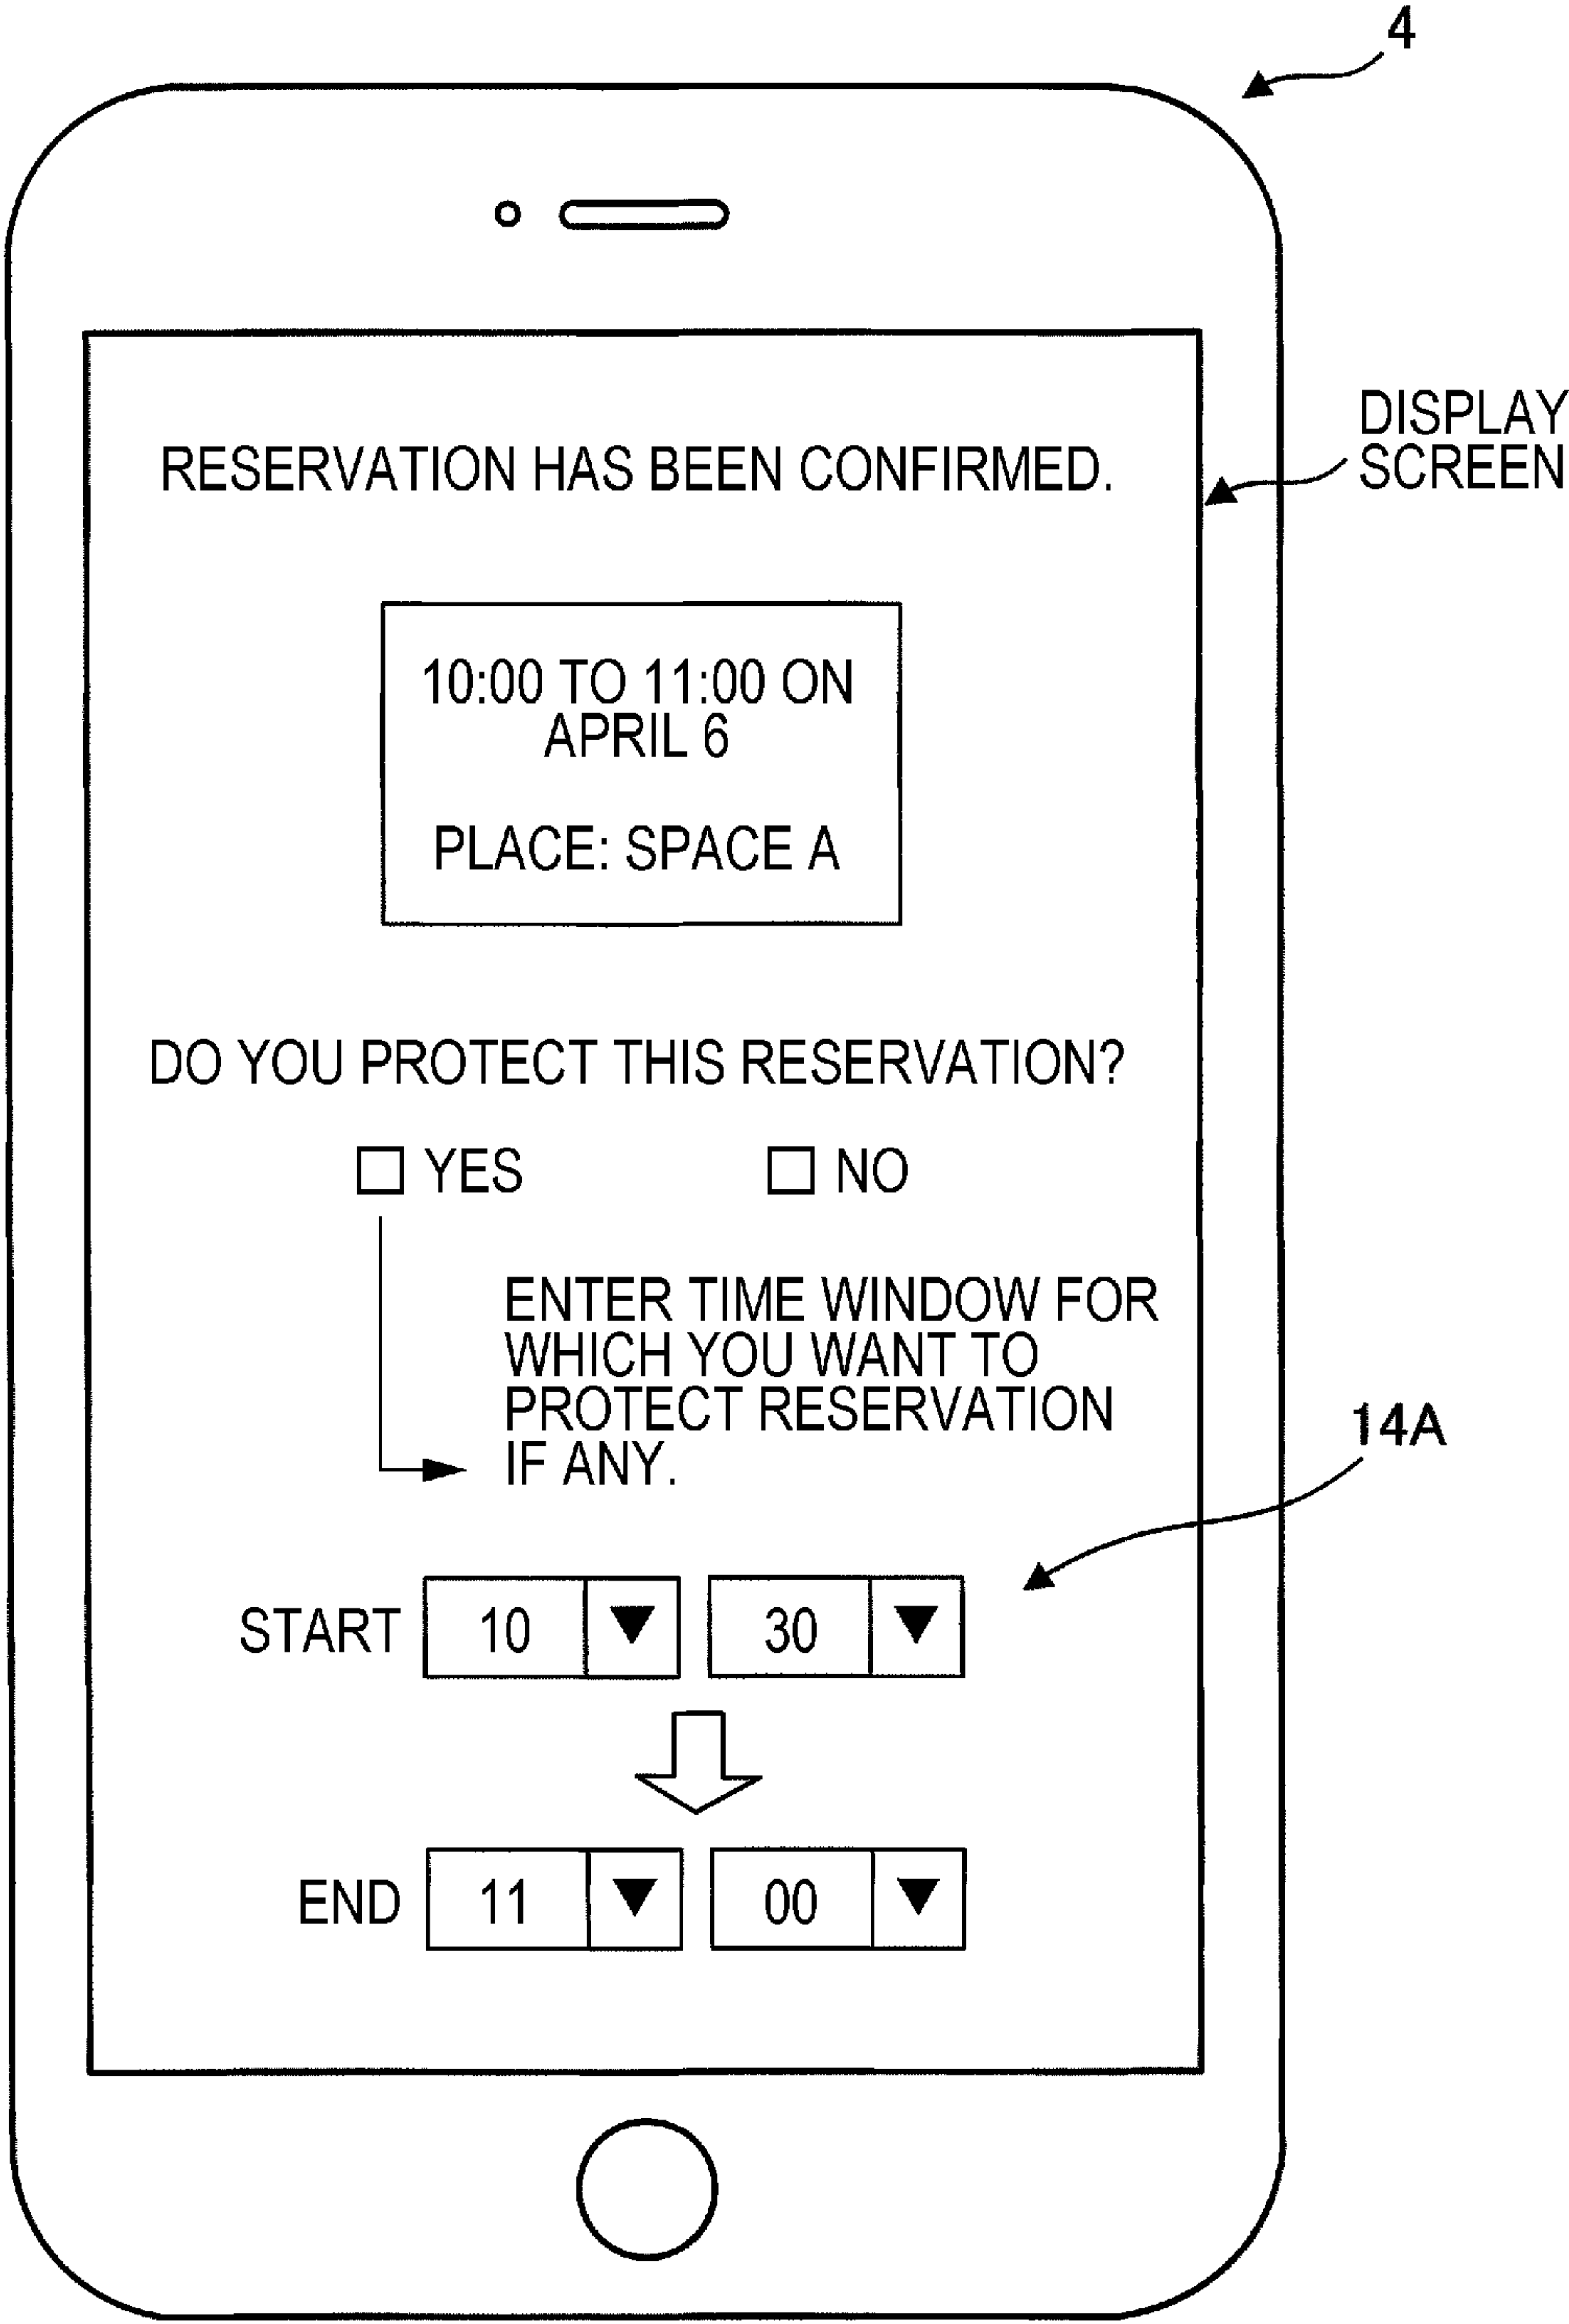 4
DISPLAY
SCREEN
RESERVATION HAS BEEN CONFIRMED.
10:00 TO 11:00 ON
APRIL 6
PLACE: SPACE A
DO YOU PROTECT THIS RESERVATION?
YES NO
ENTER TIME WINDOW FOR
WHICH YOU WANT TO
PROTECT RESERVATION
IF ANY.
14A
START 10 30
END 11 00